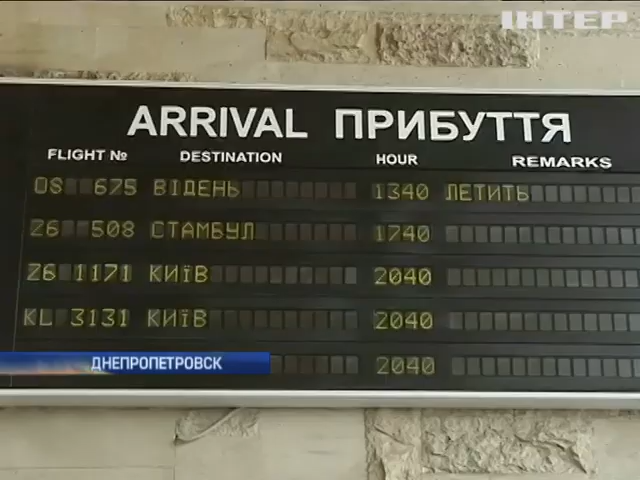 ІНТЕР
ARRIVAL ПРИБУТТЯ
FLIGHT № DESTINATION HOUR REMARKS
OS 675 ВІДЕНЬ 1340 ЛЕТИТЬ
Z6 508 СТАМБУЛ 1740
Z6 1171 КИЇВ 2040
KL 3131 КИЇВ 2040
ДНЕПРОПЕТРОВСК 2040